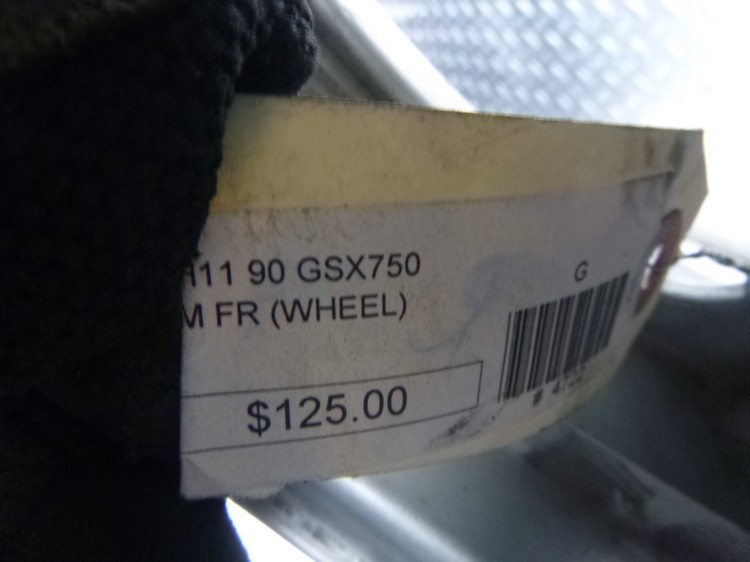 11 90 GSX750
M FR (WHEEL)
G
$125.00